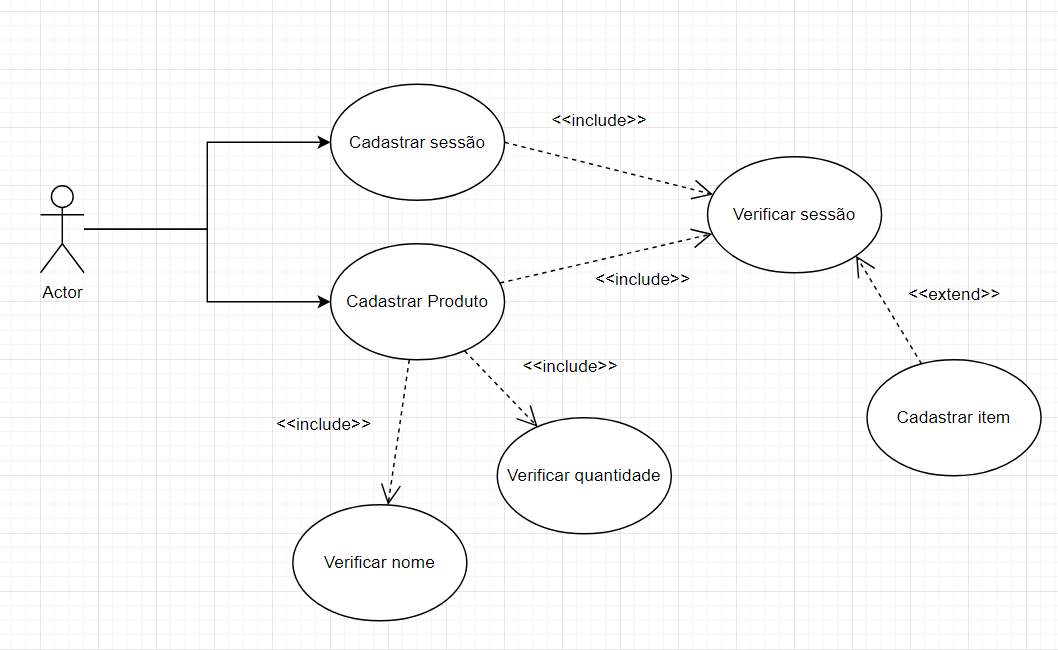 <<include>>
Cadastrar sessão
Verificar sessão
<<include>>
Actor
<<extend>>
Cadastrar Produto
<<include>>
Cadastrar item
<<include>>
Verificar quantidade
Verificar nome